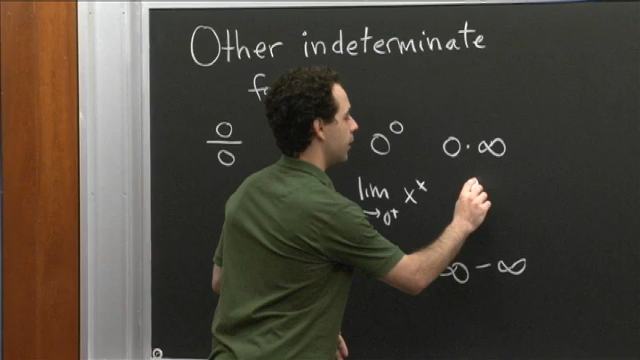 Other indeterminate
0/0 0⁰ 0 · ∞
lim x→0⁺ xˣ
∞ − ∞